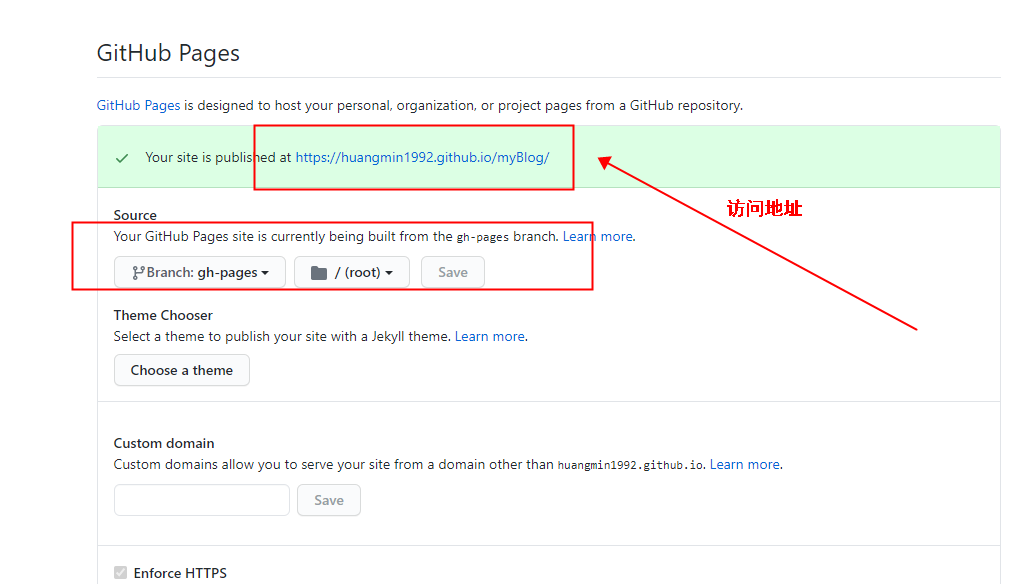 GitHub Pages
GitHub Pages is designed to host your personal, organization, or project pages from a GitHub repository.
Your site is published at https://huangmin1992.github.io/myBlog/
访问地址
Source
Your GitHub Pages site is currently being built from the gh-pages branch. Learn more.
Branch: gh-pages / (root) Save
Theme Chooser
Select a theme to publish your site with a Jekyll theme. Learn more.
Choose a theme
Custom domain
Custom domains allow you to serve your site from a domain other than huangmin1992.github.io. Learn more.
Save
Enforce HTTPS